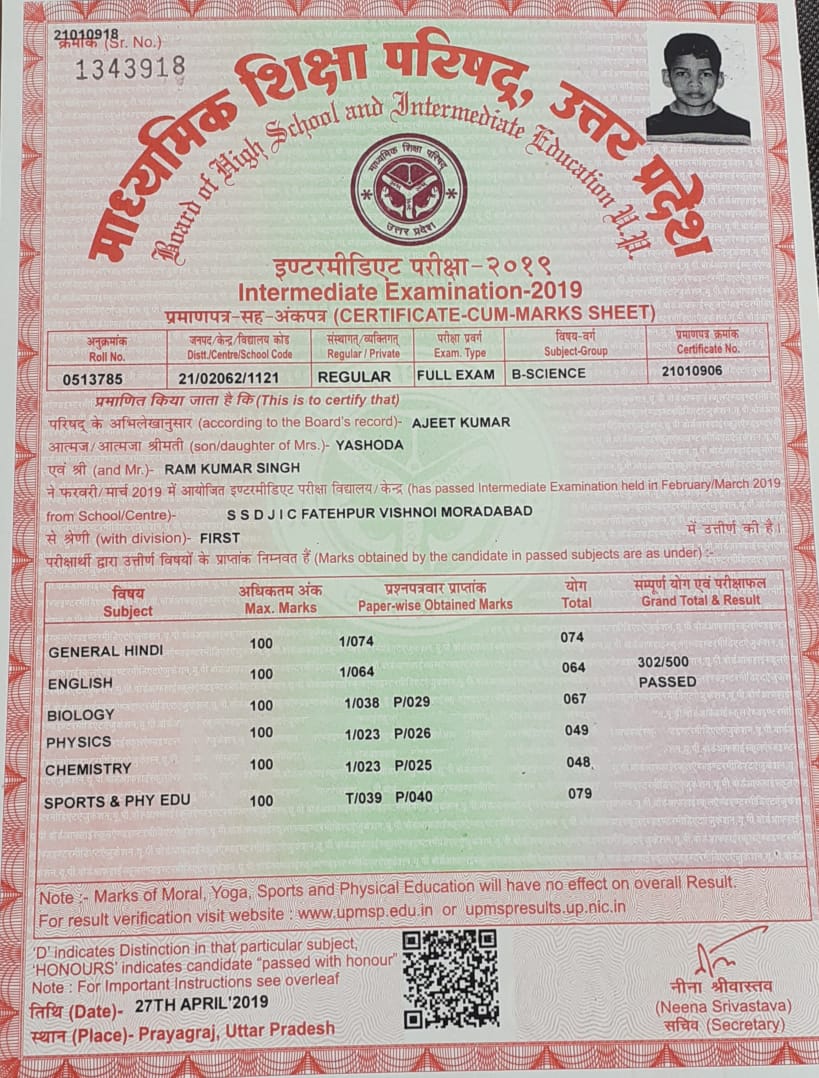 21010918
क्रमांक (Sr. No.)
1343918
माध्यमिक शिक्षा परिषद्, उत्तर प्रदेश
Board of High School and Intermediate Education U.P.
माध्यमिक शिक्षा परिषद्
उत्तर प्रदेश
इण्टरमीडिएट परीक्षा-२०१९
Intermediate Examination-2019
प्रमाणपत्र-सह-अंकपत्र (CERTIFICATE-CUM-MARKS SHEET)
अनुक्रमांक जनपद/केन्द्र/विद्यालय कोड संस्थागत्/व्यक्तिगत् परीक्षा प्रवर्ग विषय-वर्ग प्रमाणपत्र क्रमांक
Roll No. Distt./Centre/School Code Regular / Private Exam. Type Subject-Group Certificate No.
0513785 21/02062/1121 REGULAR FULL EXAM B-SCIENCE 21010906
प्रमाणित किया जाता है कि (This is to certify that)
परिषद् के अभिलेखानुसार (according to the Board's record)- AJEET KUMAR
आत्मज/आत्मजा श्रीमती (son/daughter of Mrs.)- YASHODA
एवं श्री (and Mr.)- RAM KUMAR SINGH
ने फरवरी/मार्च 2019 में आयोजित इण्टरमीडिएट परीक्षा विद्यालय/केन्द्र (has passed Intermediate Examination held in February/March 2019
from School/Centre)- S S D J I C FATEHPUR VISHNOI MORADABAD
से श्रेणी (with division)- FIRST में उत्तीर्ण की है।
परीक्षार्थी द्वारा उत्तीर्ण विषयों के प्राप्तांक निम्नवत हैं (Marks obtained by the candidate in passed subjects are as under) :-
विषय अधिकतम अंक प्रश्नपत्रवार प्राप्तांक योग सम्पूर्ण योग एवं परीक्षाफल
Subject Max. Marks Paper-wise Obtained Marks Total Grand Total & Result
GENERAL HINDI 100 1/074 074
ENGLISH 100 1/064 064 302/500
PASSED
BIOLOGY 100 1/038 P/029 067
PHYSICS 100 1/023 P/026 049
CHEMISTRY 100 1/023 P/025 048
SPORTS & PHY EDU 100 T/039 P/040 079
Note :- Marks of Moral, Yoga, Sports and Physical Education will have no effect on overall Result.
For result verification visit website : www.upmsp.edu.in or upmspresults.up.nic.in
'D' indicates Distinction in that particular subject,
'HONOURS' indicates candidate "passed with honour"
Note : For Important Instructions see overleaf
तिथि (Date)- 27TH APRIL'2019
स्थान (Place)- Prayagraj, Uttar Pradesh
नीना श्रीवास्तव
(Neena Srivastava)
सचिव (Secretary)